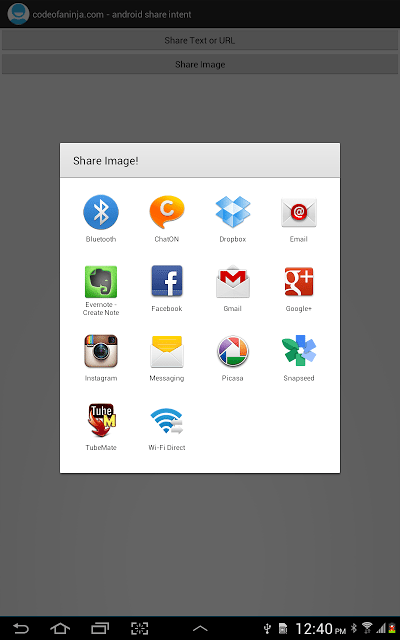 codeofaninja.com - android share intent
Share Text or URL
Share Image
Share Image!
Bluetooth
ChatON
Dropbox
Email
Evernote -
Create Note
Facebook
Gmail
Google+
Instagram
Messaging
Picasa
Snapseed
TubeMate
Wi-Fi Direct
12:40 PM